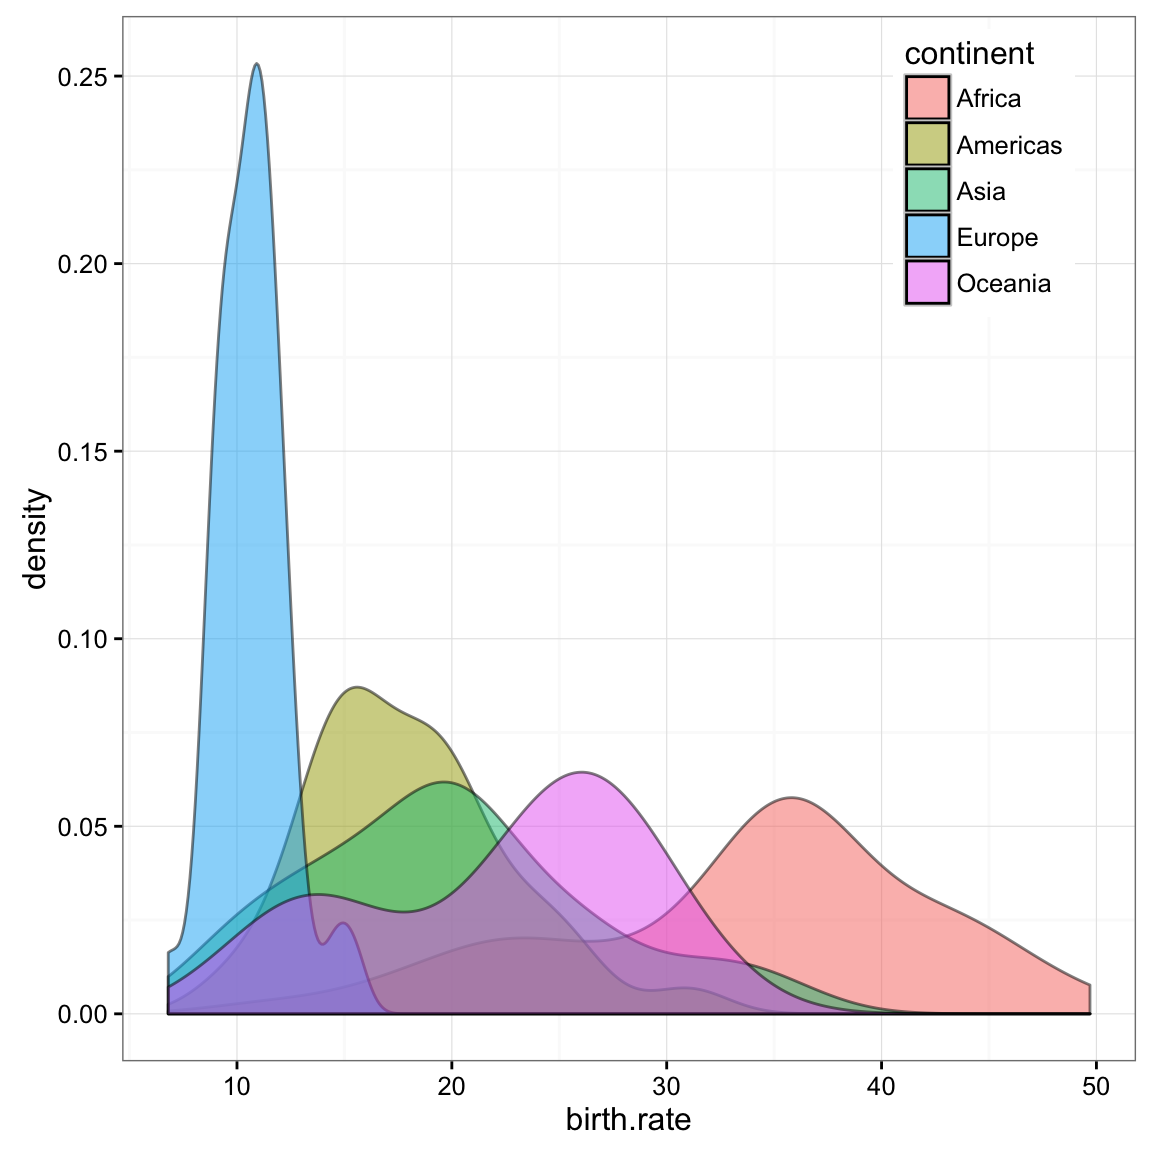 continent
Africa
Americas
Asia
Europe
Oceania
0.25
0.20
0.15
0.10
0.05
0.00
density
10 20 30 40 50
birth.rate